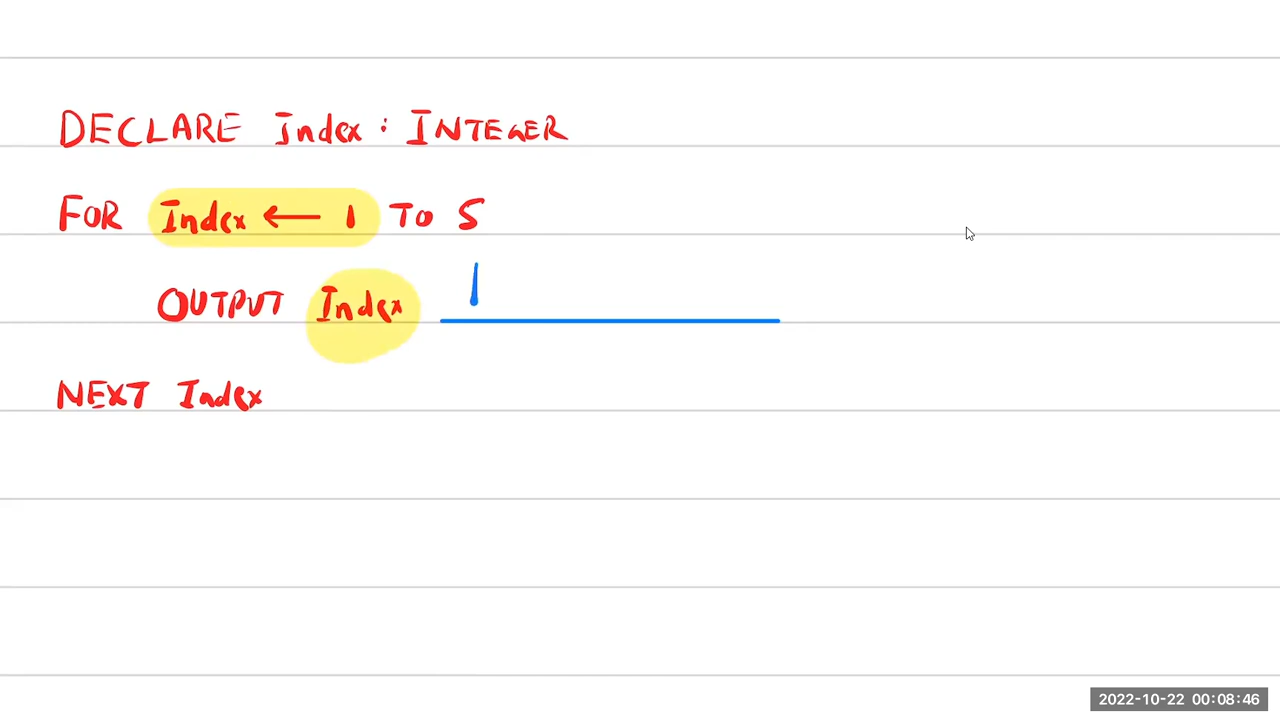 DECLARE Index : INTEGER
FOR Index ← 1 TO 5
OUTPUT Index 1
NEXT Index
2022-10-22 00:08:46